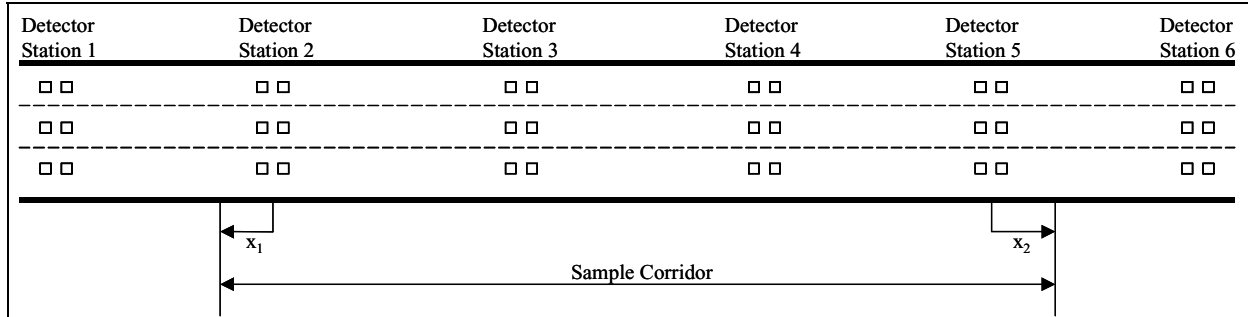 Detector Station 1
Detector Station 2
Detector Station 3
Detector Station 4
Detector Station 5
Detector Station 6
x₁
x₂
Sample Corridor